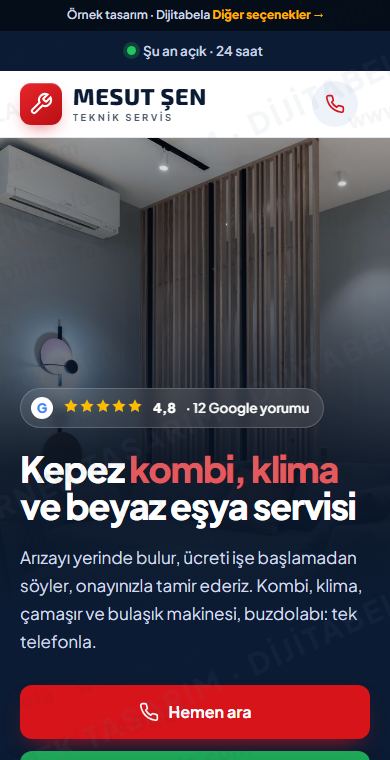 Örnek tasarım · Dijitabela Diğer seçenekler →
Şu an açık · 24 saat
MESUT ŞEN
TEKNİK SERVİS
G ★★★★★ 4,8 · 12 Google yorumu
Kepez kombi, klima
ve beyaz eşya servisi
Arızayı yerinde bulur, ücreti işe başlamadan
söyler, onayınızla tamir ederiz. Kombi, klima,
çamaşır ve bulaşık makinesi, buzdolabı: tek
telefonla.
Hemen ara